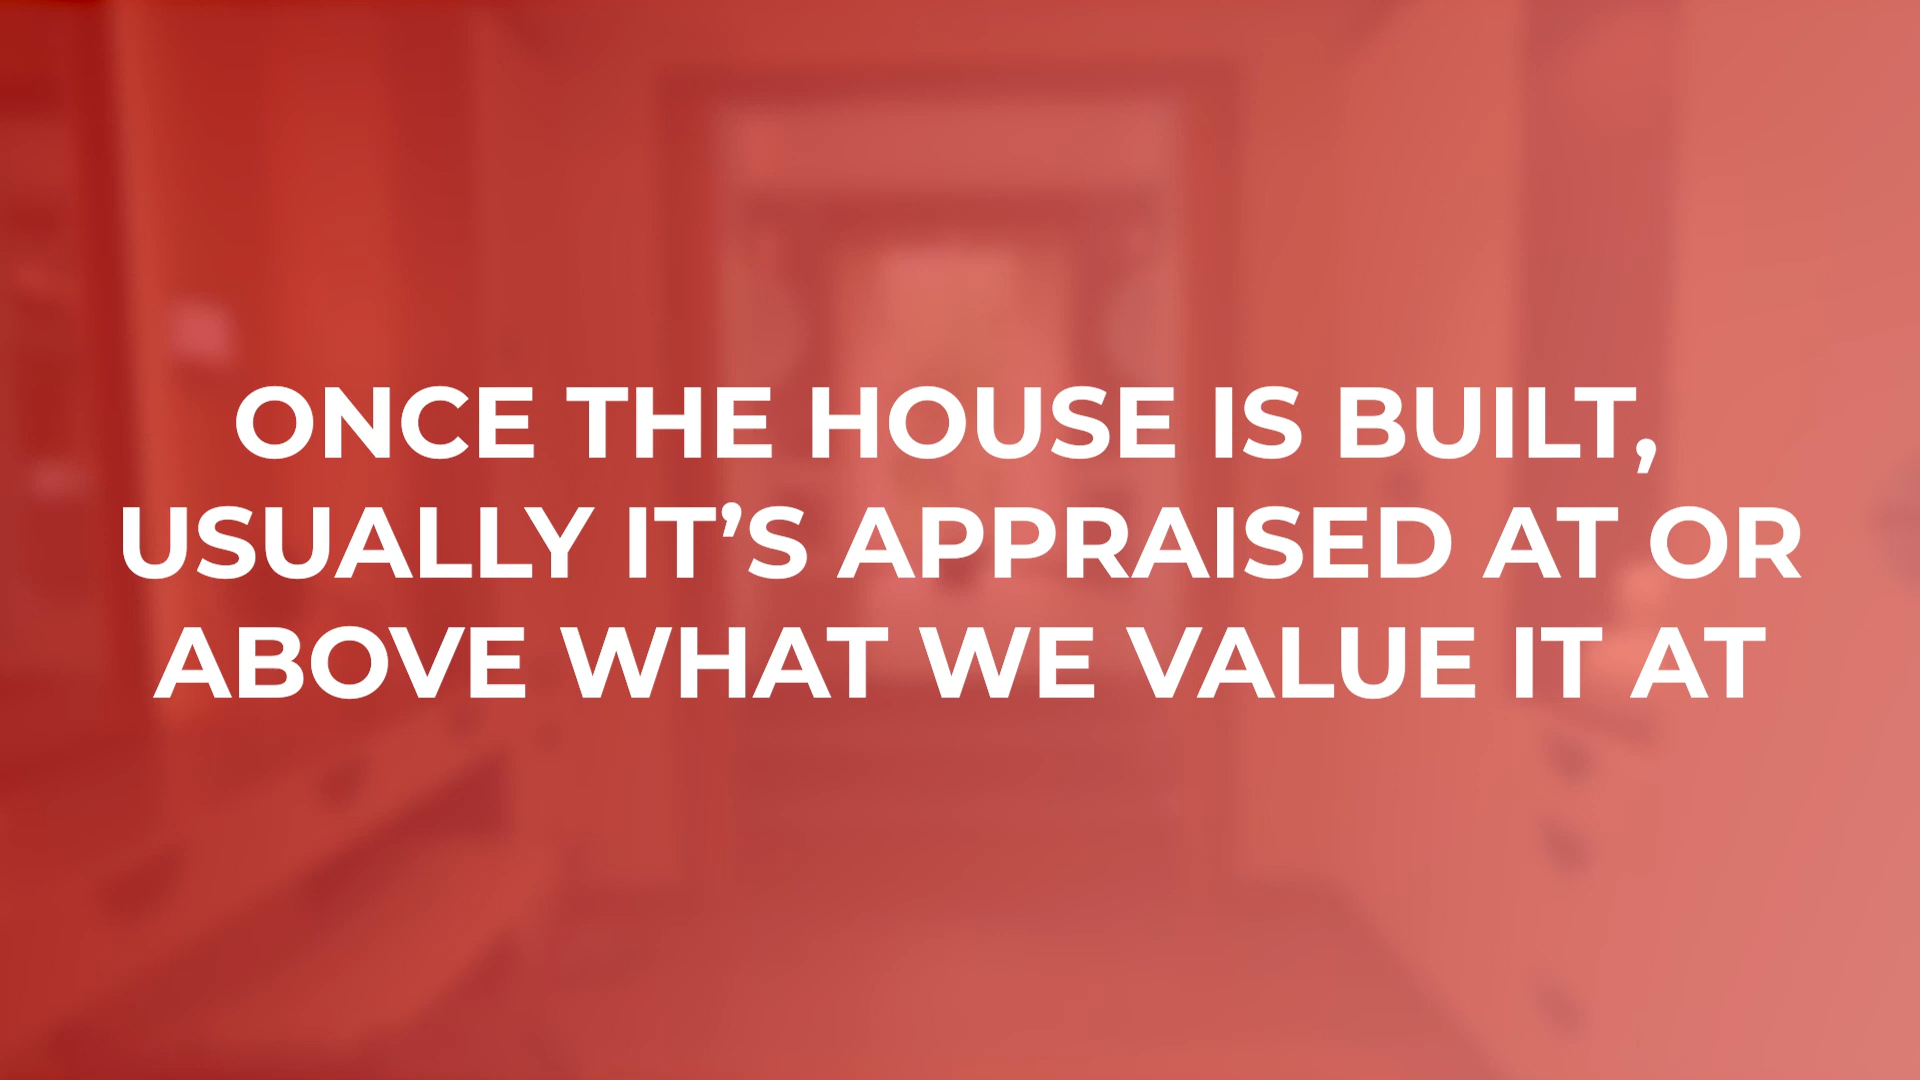 ONCE THE HOUSE IS BUILT,
USUALLY IT’S APPRAISED AT OR
ABOVE WHAT WE VALUE IT AT